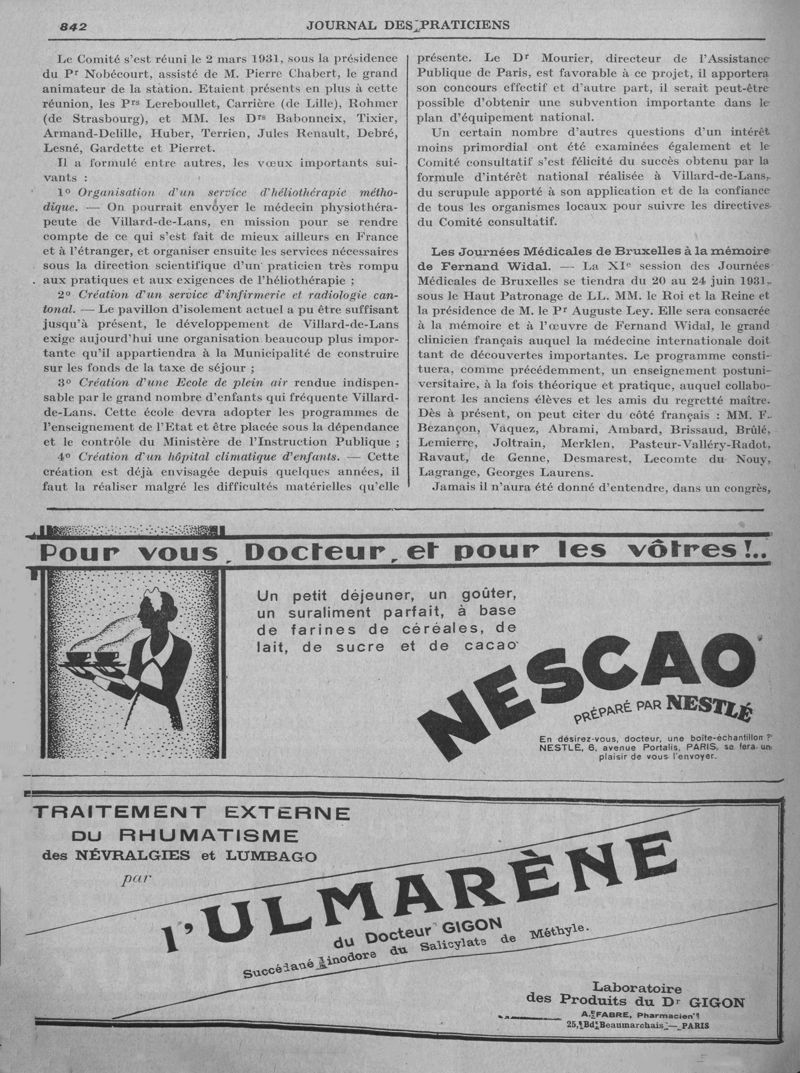 842
JOURNAL DES PRATICIENS
Le Comité s'est réuni le 2 mars 1931, sous la présidence
du Pr Nobécourt, assisté de M. Pierre Chabert, le grand
animateur de la station. Etaient présents en plus à cette
réunion, les Prs Lereboullet, Carrière (de Lille), Rohmer
(de Strasbourg), et MM. les Drs Babonneix, Tixier,
Armand-Delille, Huber, Terrien, Jules Renault, Debré,
Lesné, Gardette et Pierret.
Il a formulé entre autres, les vœux importants sui-
vants :
1º Organisation d'un service d'héliothérapie métho-
dique. — On pourrait envoyer le médecin physiothéra-
peute de Villard-de-Lans, en mission pour se rendre
compte de ce qui s'est fait de mieux ailleurs en France
et à l'étranger, et organiser ensuite les services nécessaires
sous la direction scientifique d'un praticien très rompu
aux pratiques et aux exigences de l'héliothérapie ;
2º Création d'un service d'infirmerie et radiologie can-
tonal. — Le pavillon d'isolement actuel a pu être suffisant
jusqu'à présent, le développement de Villard-de-Lans
exige aujourd'hui une organisation beaucoup plus impor-
tante qu'il appartiendra à la Municipalité de construire
sur les fonds de la taxe de séjour ;
3º Création d'une Ecole de plein air rendue indispen-
sable par le grand nombre d'enfants qui fréquente Villard-
de-Lans. Cette école devra adopter les programmes de
l'enseignement de l'Etat et être placée sous la dépendance
et le contrôle du Ministère de l'Instruction Publique ;
4º Création d'un hôpital climatique d'enfants. — Cette
création est déjà envisagée depuis quelques années, il
faut la réaliser malgré les difficultés matérielles qu'elle
présente. Le Dr Mourier, directeur de l'Assistance
Publique de Paris, est favorable à ce projet, il apportera
son concours effectif et d'autre part, il serait peut-être
possible d'obtenir une subvention importante dans le
plan d'équipement national.
Un certain nombre d'autres questions d'un intérêt
moins primordial ont été examinées également et le
Comité consultatif s'est félicité du succès obtenu par la
formule d'intérêt national réalisée à Villard-de-Lans,
du scrupule apporté à son application et de la confiance
de tous les organismes locaux pour suivre les directives
du Comité consultatif.
Les Journées Médicales de Bruxelles à la mémoire
de Fernand Widal. — La XIe session des Journées
Médicales de Bruxelles se tiendra du 20 au 24 juin 1931,
sous le Haut Patronage de LL. MM. le Roi et la Reine et
la présidence de M. le Pr Auguste Ley. Elle sera consacrée
à la mémoire et à l'œuvre de Fernand Widal, le grand
clinicien français auquel la médecine internationale doit
tant de découvertes importantes. Le programme consti-
tuera, comme précédemment, un enseignement postuni-
versitaire, à la fois théorique et pratique, auquel collabo-
reront les anciens élèves et les amis du regretté maître.
Dès à présent, on peut citer du côté français : MM. F.
Bezançon, Vaquez, Abrami, Ambard, Brissaud, Brûlé,
Lemierre, Joltrain, Merklen, Pasteur-Valléry-Radot,
Ravaut, de Genne, Desmarest, Lecomte du Nouy,
Lagrange, Georges Laurens.
Jamais il n'aura été donné d'entendre, dans un congrès,
Pour vous, Docteur, et pour les vôtres !..
Un petit déjeuner, un goûter,
un suraliment parfait, à base
de farines de céréales, de
lait, de sucre et de cacao
NESCAO
PRÉPARÉ PAR NESTLÉ
En désirez-vous, docteur, une boîte-échantillon ?
NESTLÉ, 6, avenue Portalis, PARIS, se fera un
plaisir de vous l'envoyer.
TRAITEMENT EXTERNE
DU RHUMATISME
des NÉVRALGIES et LUMBAGO
par
l'ULMARÈNE
du Docteur GIGON
Succédané inodore du Salicylate de Méthyle.
Laboratoire
des Produits du Dr GIGON
A. FABRE, Pharmacien
25, Bd Beaumarchais — PARIS